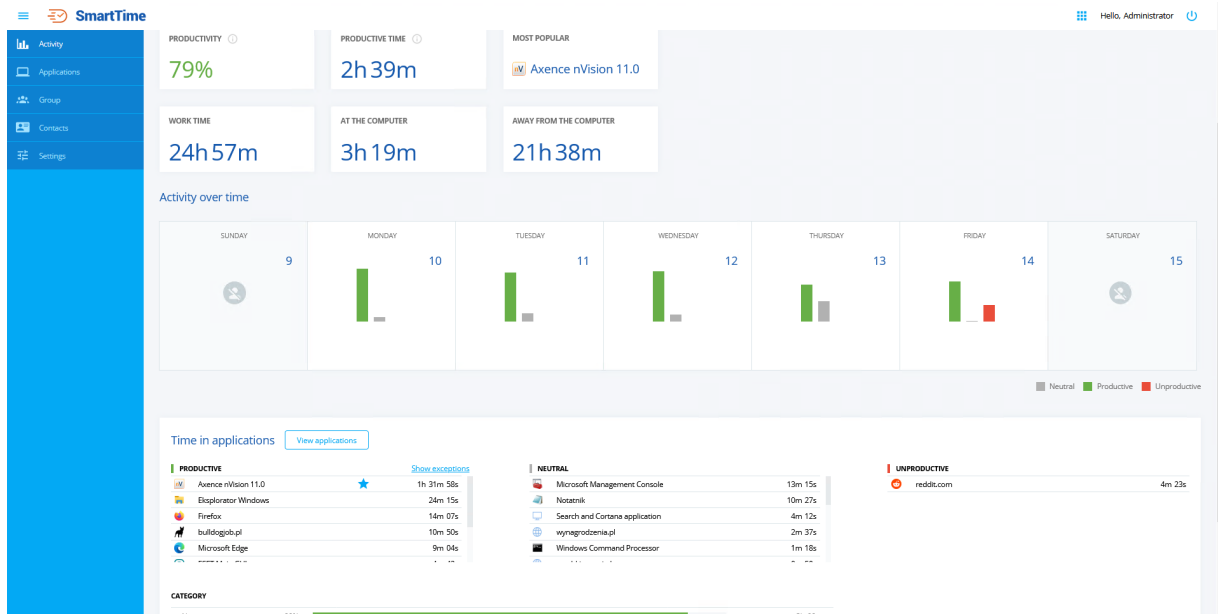 SmartTime
Hello, Administrator
Activity
Applications
Group
Contacts
Settings
PRODUCTIVITY
79%
PRODUCTIVE TIME
2h 39m
MOST POPULAR
Axence nVision 11.0
WORK TIME
24h 57m
AT THE COMPUTER
3h 19m
AWAY FROM THE COMPUTER
21h 38m
Activity over time
SUNDAY
9
MONDAY
10
TUESDAY
11
WEDNESDAY
12
THURSDAY
13
FRIDAY
14
SATURDAY
15
Neutral
Productive
Unproductive
Time in applications
View applications
PRODUCTIVE
Show exceptions
Axence nVision 11.0 1h 31m 58s
Eksplorator Windows 24m 15s
Firefox 14m 07s
bulldogjob.pl 10m 50s
Microsoft Edge 9m 04s
NEUTRAL
Microsoft Management Console 13m 15s
Notatnik 10m 27s
Search and Cortana application 4m 12s
wynagrodzenia.pl 2m 37s
Windows Command Processor 1m 18s
UNPRODUCTIVE
reddit.com 4m 23s
CATEGORY